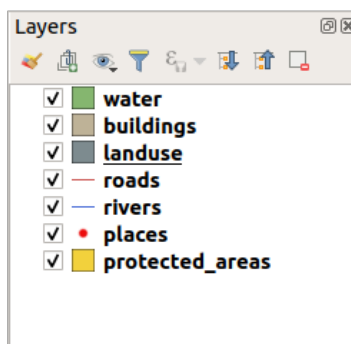 Layers
water
buildings
landuse
roads
rivers
places
protected_areas